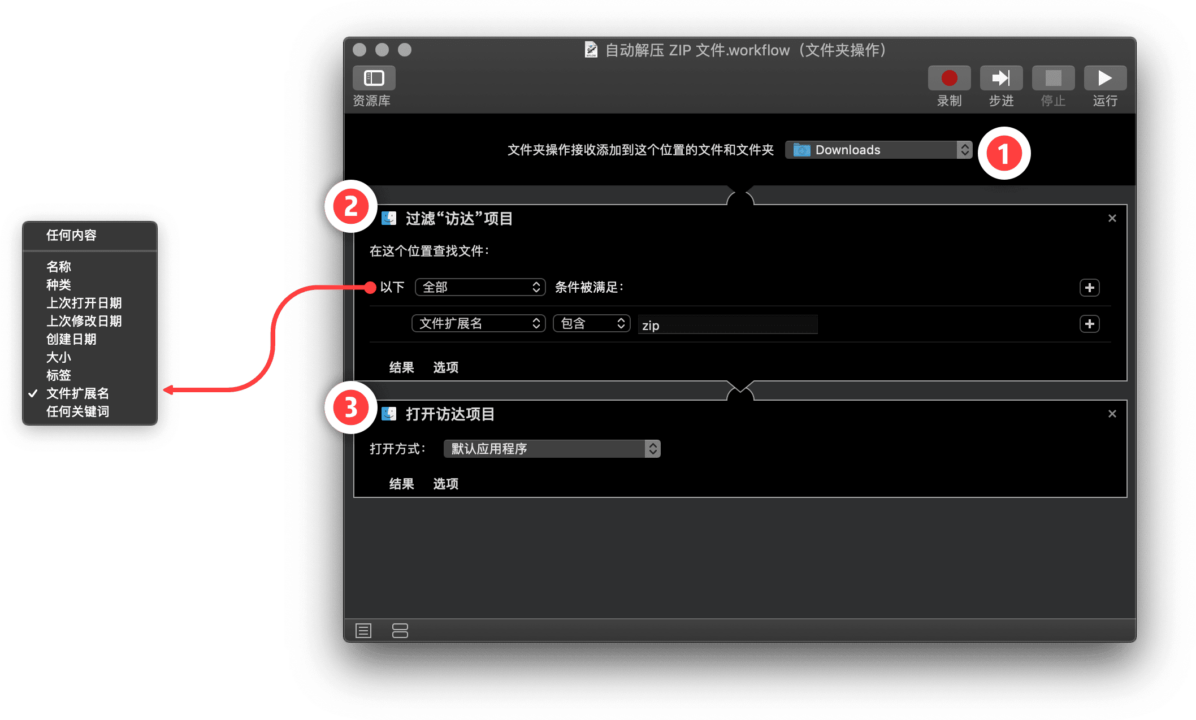 自动解压 ZIP 文件.workflow（文件夹操作）
资源库
录制 步进 停止 运行
文件夹操作接收添加到这个位置的文件和文件夹 Downloads
1
2
过滤“访达”项目
在这个位置查找文件：
以下 全部 条件被满足：
文件扩展名 包含 zip
结果 选项
3
打开访达项目
打开方式： 默认应用程序
结果 选项
任何内容
名称
种类
上次打开日期
上次修改日期
创建日期
大小
标签
文件扩展名
任何关键词